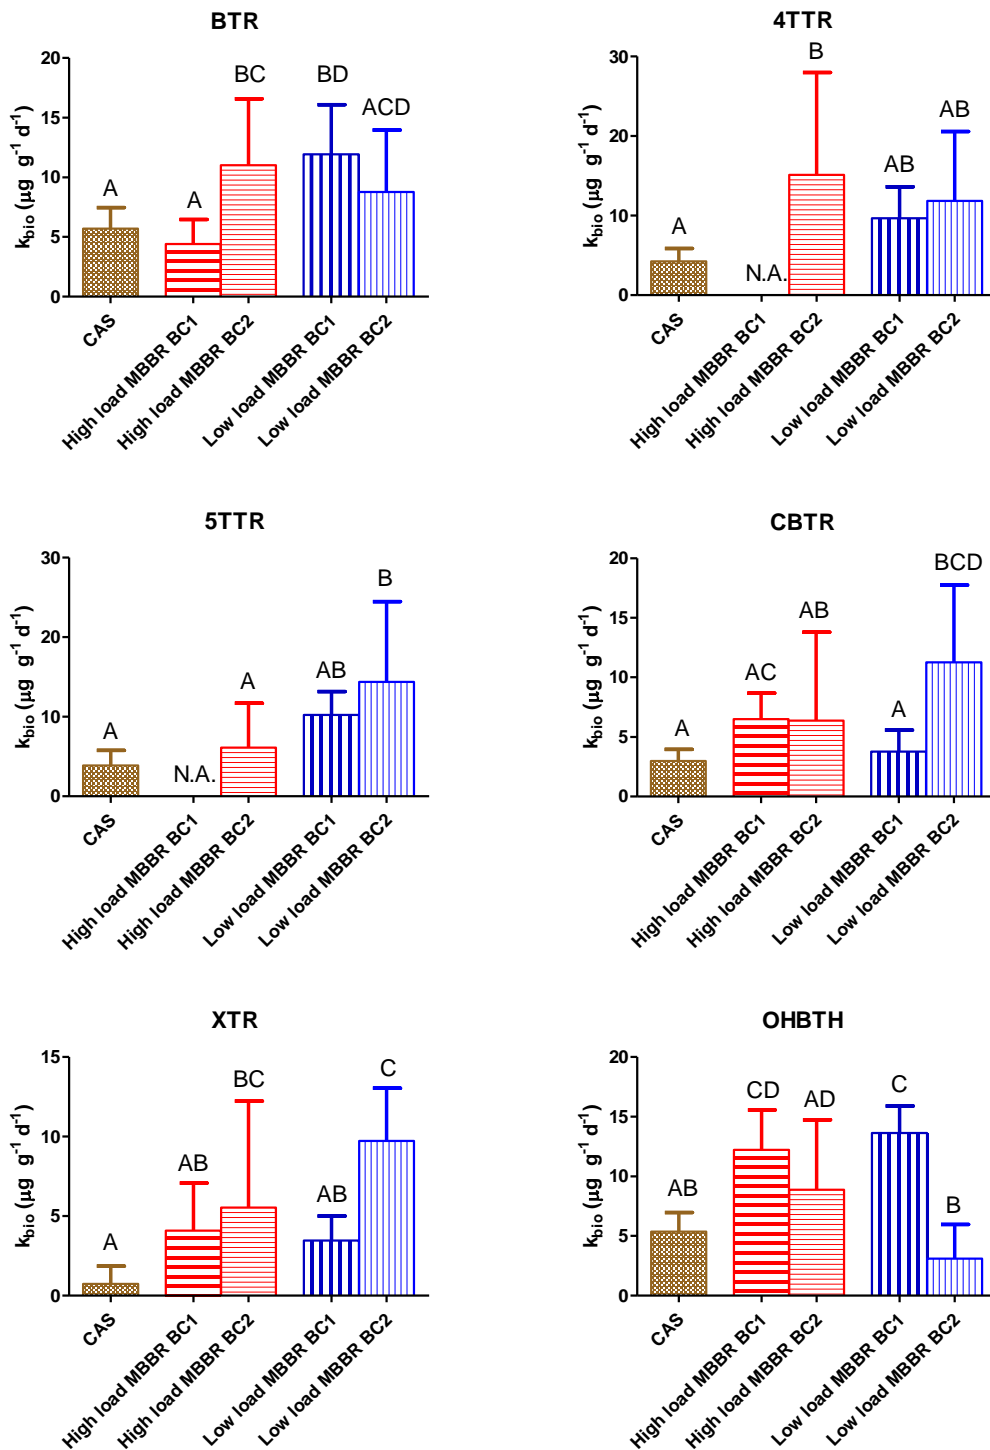 BTR
20
15
10
5
0
k_bio (µg g⁻¹ d⁻¹)
A
A
BC
BD
ACD
CAS
High load MBBR BC1
High load MBBR BC2
Low load MBBR BC1
Low load MBBR BC2
4TTR
30
20
10
0
k_bio (µg g⁻¹ d⁻¹)
A
N.A.
B
AB
AB
CAS
High load MBBR BC1
High load MBBR BC2
Low load MBBR BC1
Low load MBBR BC2
5TTR
30
20
10
0
k_bio (µg g⁻¹ d⁻¹)
A
N.A.
A
AB
B
CAS
High load MBBR BC1
High load MBBR BC2
Low load MBBR BC1
Low load MBBR BC2
CBTR
20
15
10
5
0
k_bio (µg g⁻¹ d⁻¹)
A
AC
AB
A
BCD
CAS
High load MBBR BC1
High load MBBR BC2
Low load MBBR BC1
Low load MBBR BC2
XTR
15
10
5
0
k_bio (µg g⁻¹ d⁻¹)
A
AB
BC
AB
C
CAS
High load MBBR BC1
High load MBBR BC2
Low load MBBR BC1
Low load MBBR BC2
OHBTH
20
15
10
5
0
k_bio (µg g⁻¹ d⁻¹)
AB
CD
AD
C
B
CAS
High load MBBR BC1
High load MBBR BC2
Low load MBBR BC1
Low load MBBR BC2